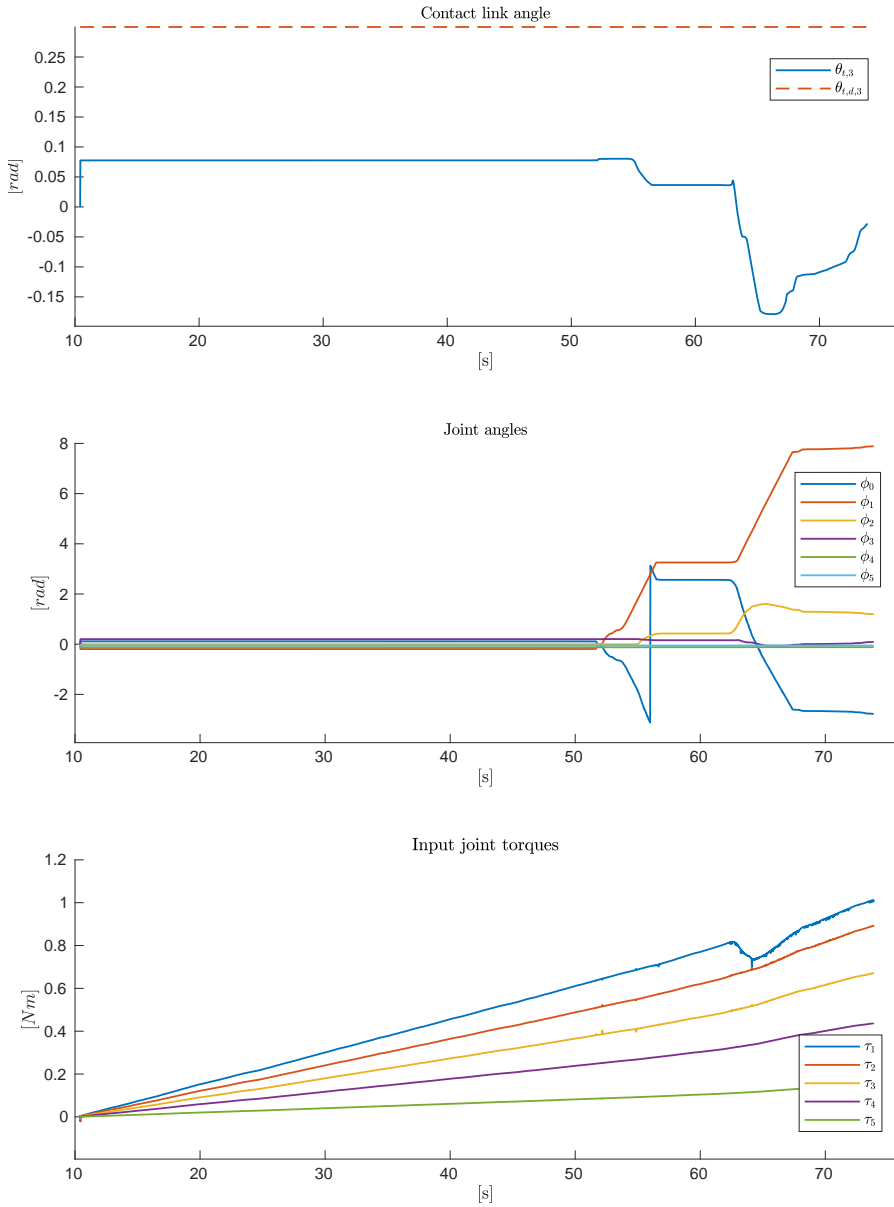 Contact link angle
0.25
0.2
0.15
0.1
0.05
0
-0.05
-0.1
-0.15
[rad]
θt,3
θt,d,3
10 20 30 40 50 60 70
[s]
Joint angles
8
6
4
2
0
-2
[rad]
ϕ0
ϕ1
ϕ2
ϕ3
ϕ4
ϕ5
10 20 30 40 50 60 70
[s]
Input joint torques
1.2
1
0.8
0.6
0.4
0.2
0
[Nm]
τ1
τ2
τ3
τ4
τ5
10 20 30 40 50 60 70
[s]